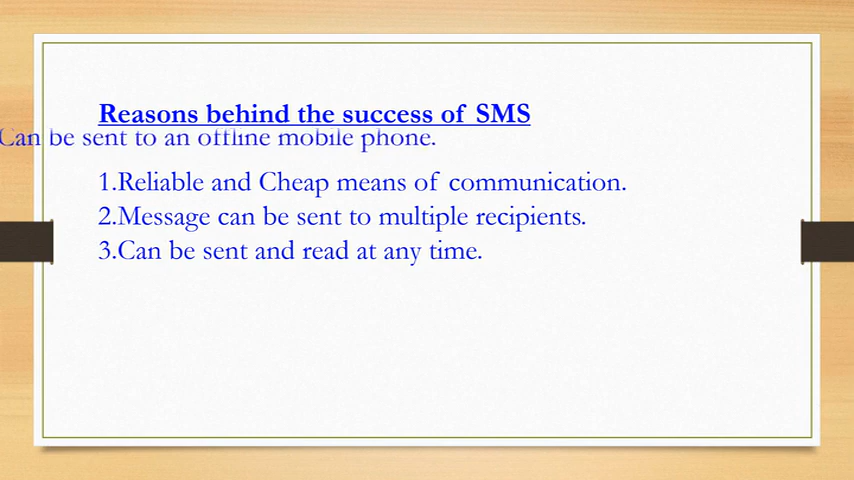 Reasons behind the success of SMS
Can be sent to an offline mobile phone.
1.Reliable and Cheap means of communication.
2.Message can be sent to multiple recipients.
3.Can be sent and read at any time.